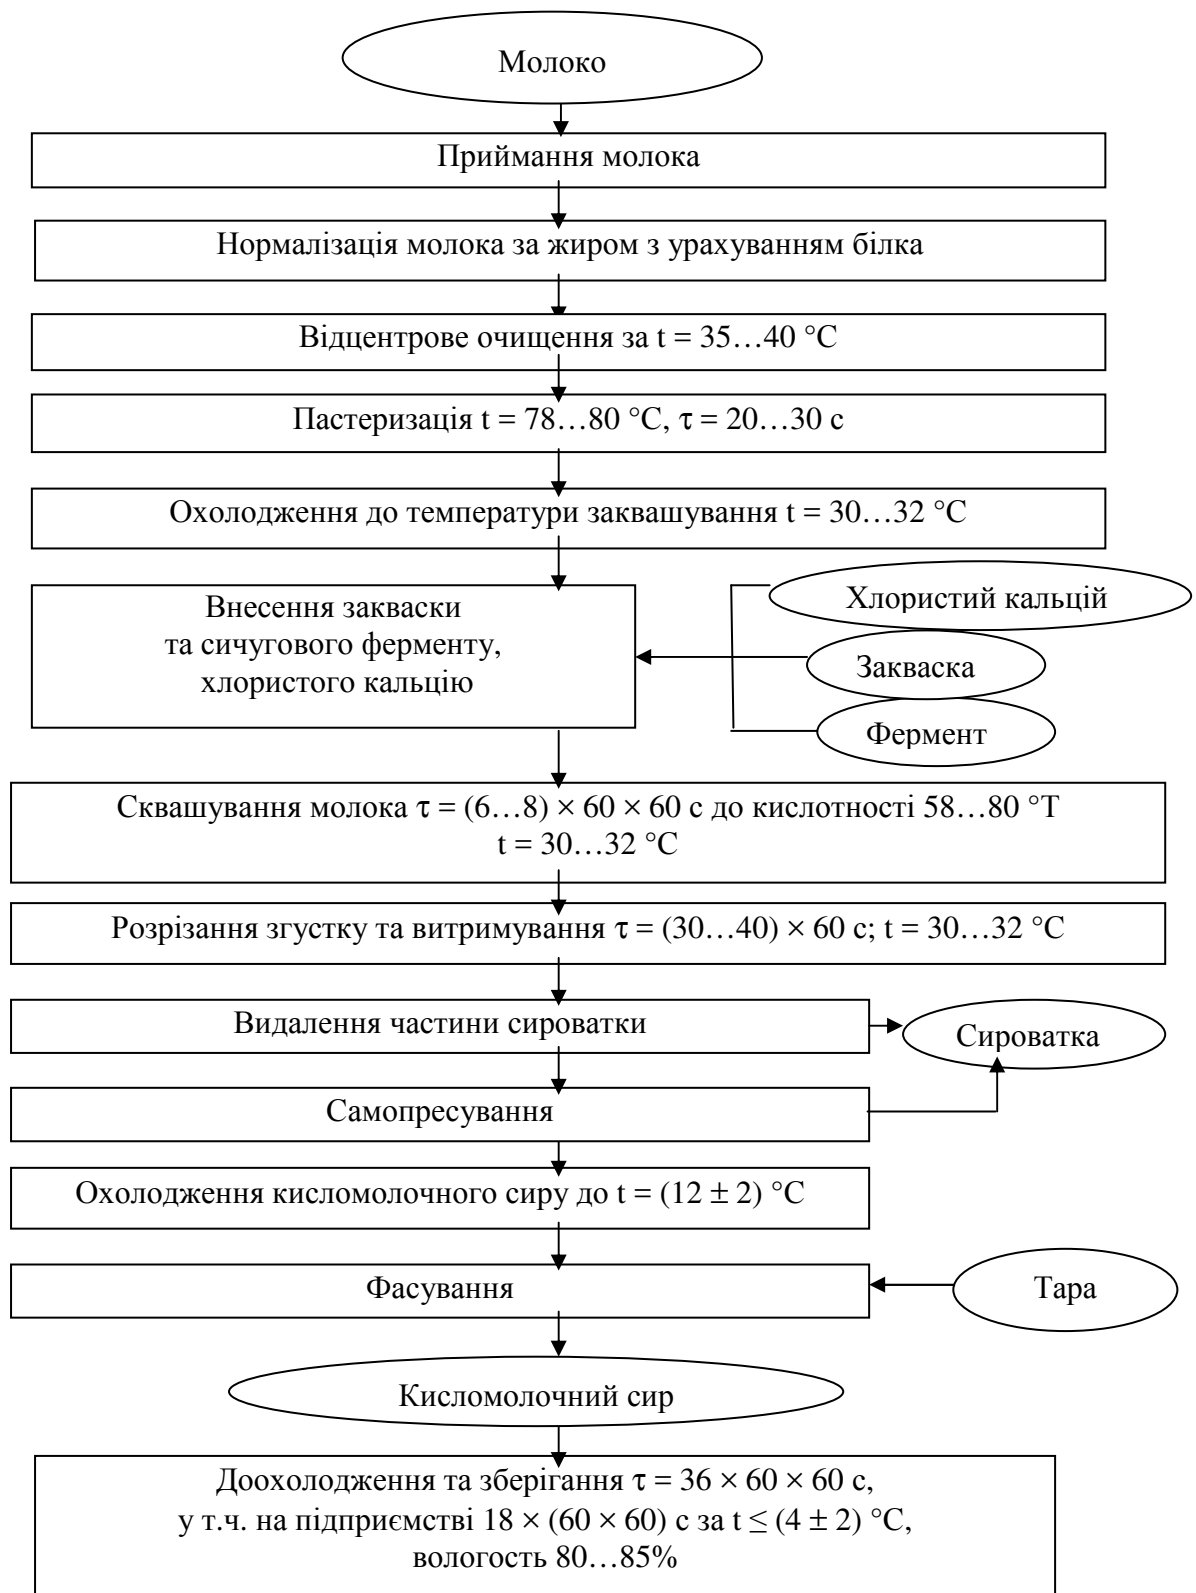 Молоко
Приймання молока
Нормалізація молока за жиром з урахуванням білка
Відцентрове очищення за t = 35…40 °С
Пастеризація t = 78…80 °С, τ = 20…30 с
Охолодження до температури заквашування t = 30…32 °С
Внесення закваски
та сичугового ферменту,
хлористого кальцію
Хлористий кальцій
Закваска
Фермент
Сквашування молока τ = (6…8) × 60 × 60 с до кислотності 58…80 °Т
t = 30…32 °С
Розрізання згустку та витримування τ = (30…40) × 60 с; t = 30…32 °С
Видалення частини сироватки
Сироватка
Самопресування
Охолодження кисломолочного сиру до t = (12 ± 2) °С
Фасування
Тара
Кисломолочний сир
Доохолодження та зберігання τ = 36 × 60 × 60 с,
у т.ч. на підприємстві 18 × (60 × 60) с за t ≤ (4 ± 2) °С,
вологость 80…85%